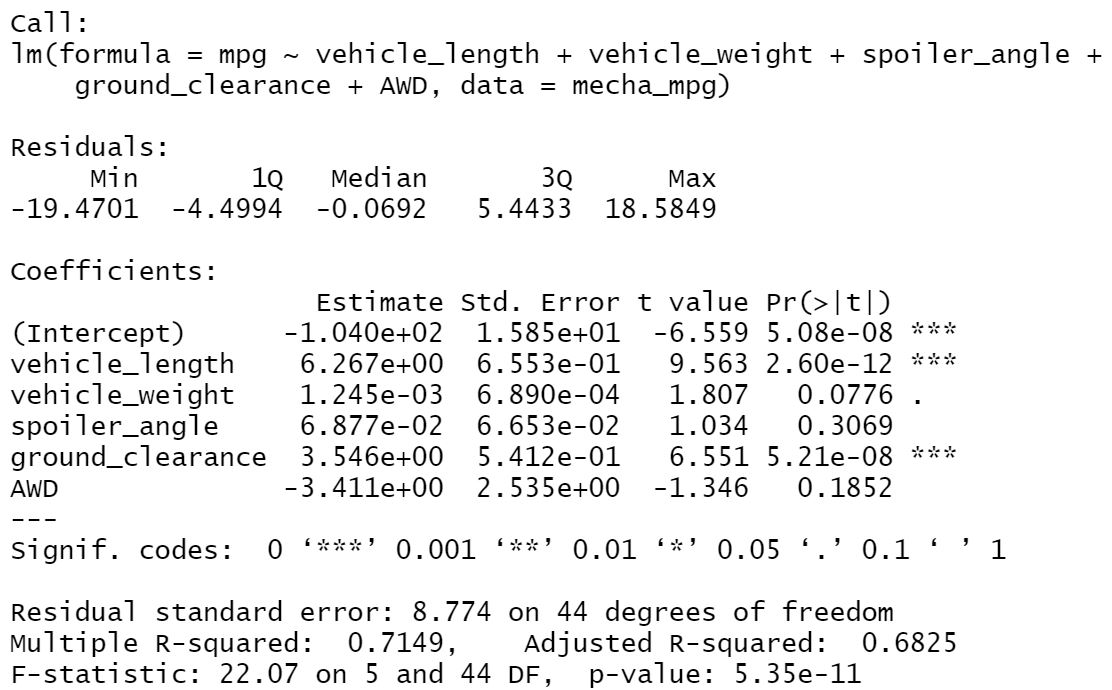 Call:
lm(formula = mpg ~ vehicle_length + vehicle_weight + spoiler_angle +
    ground_clearance + AWD, data = mecha_mpg)

Residuals:
     Min       1Q   Median       3Q      Max
-19.4701  -4.4994  -0.0692   5.4433  18.5849

Coefficients:
                   Estimate Std. Error t value Pr(>|t|)
(Intercept)      -1.040e+02  1.585e+01  -6.559 5.08e-08 ***
vehicle_length    6.267e+00  6.553e-01   9.563 2.60e-12 ***
vehicle_weight    1.245e-03  6.890e-04   1.807   0.0776 .
spoiler_angle     6.877e-02  6.653e-02   1.034   0.3069
ground_clearance  3.546e+00  5.412e-01   6.551 5.21e-08 ***
AWD              -3.411e+00  2.535e+00  -1.346   0.1852
---
Signif. codes:  0 ‘***’ 0.001 ‘**’ 0.01 ‘*’ 0.05 ‘.’ 0.1 ‘ ’ 1

Residual standard error: 8.774 on 44 degrees of freedom
Multiple R-squared:  0.7149,    Adjusted R-squared:  0.6825
F-statistic: 22.07 on 5 and 44 DF,  p-value: 5.35e-11